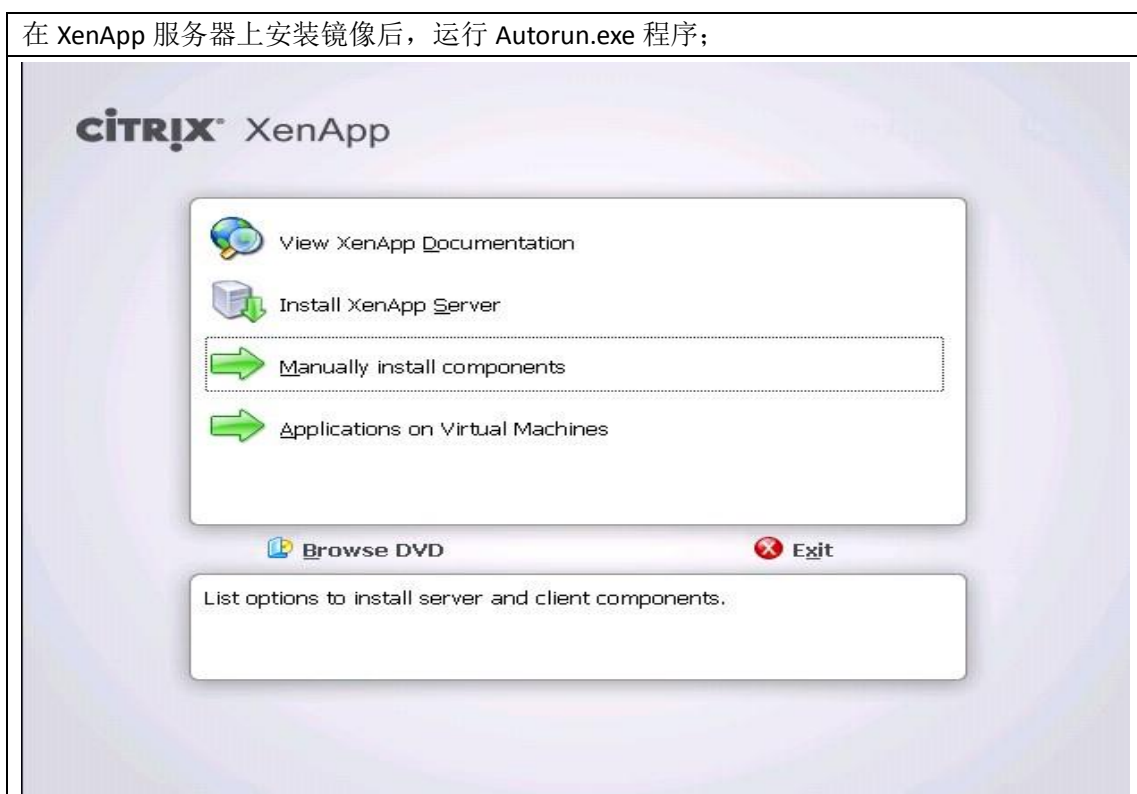 在 XenApp 服务器上安装镜像后，运行 Autorun.exe 程序；
CİTRIX XenApp
View XenApp Documentation
Install XenApp Server
Manually install components
Applications on Virtual Machines
Browse DVD
Exit
List options to install server and client components.